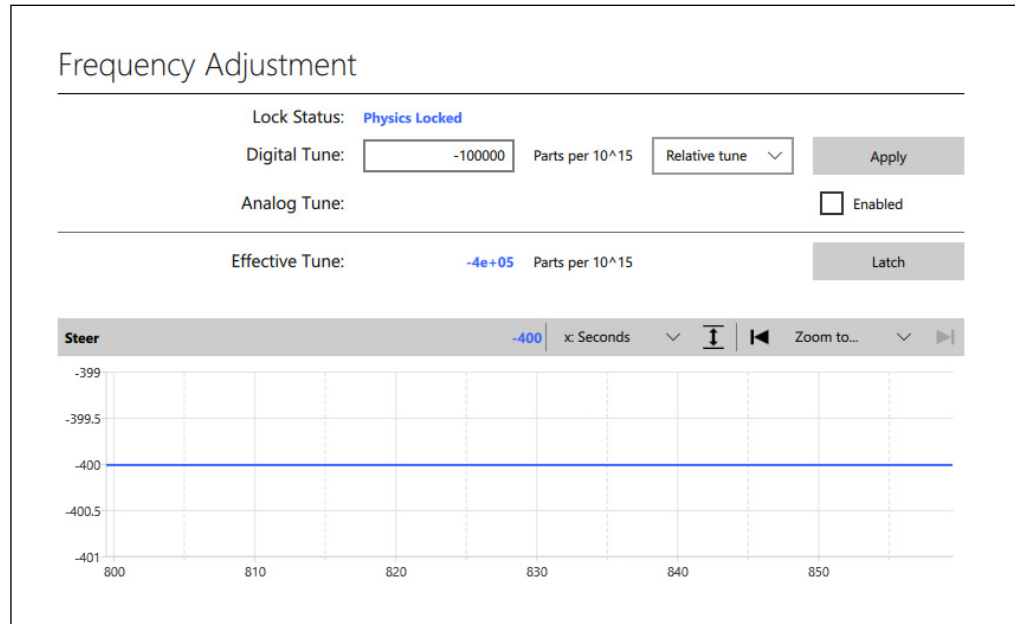 Frequency Adjustment
Lock Status: Physics Locked
Digital Tune: -100000 Parts per 10^15 Relative tune Apply
Analog Tune: Enabled
Effective Tune: -4e+05 Parts per 10^15 Latch
Steer -400 x: Seconds Zoom to...
-399
-399.5
-400
-400.5
-401
800 810 820 830 840 850